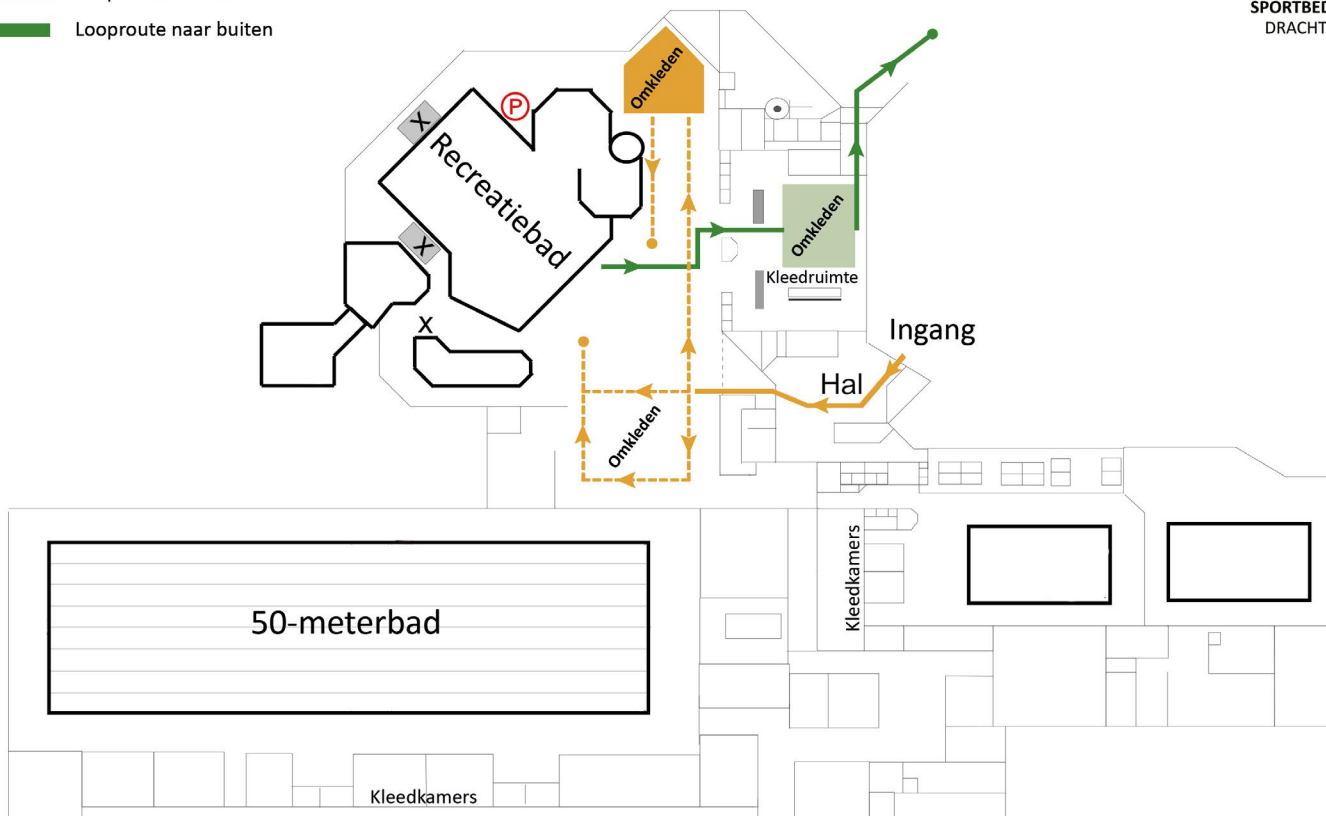 SPORTBED
DRACHT
Looproute naar buiten
Omkleden
P
X
Recreatiebad
Omkleden
X
Kleedruimte
X
Ingang
Hal
Omkleden
50-meterbad
Kleedkamers
Kleedkamers